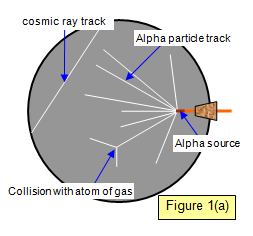 cosmic ray track
Alpha particle track
Alpha source
Collision with atom of gas
Figure 1(a)